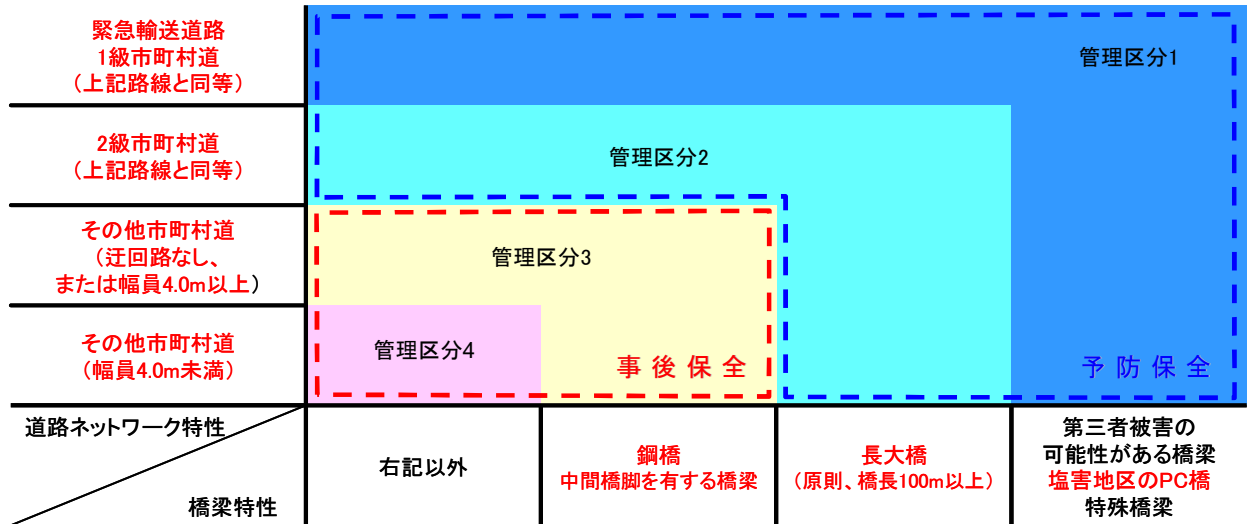 緊急輸送道路
1級市町村道
（上記路線と同等）
管理区分1
2級市町村道
（上記路線と同等）
管理区分2
その他市町村道
（迂回路なし、
または幅員4.0m以上）
管理区分3
その他市町村道
（幅員4.0m未満）
管理区分4
事後保全
予防保全
道路ネットワーク特性
橋梁特性
右記以外
鋼橋
中間橋脚を有する橋梁
長大橋
（原則、橋長100m以上）
第三者被害の
可能性がある橋梁
塩害地区のPC橋
特殊橋梁